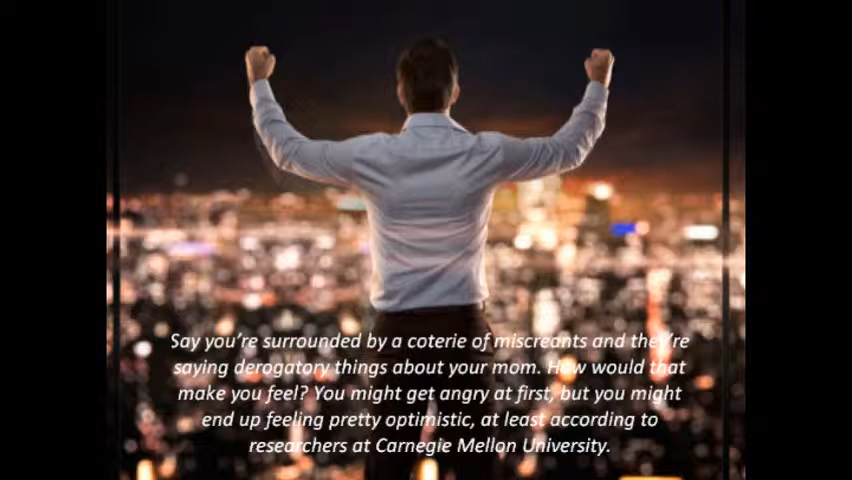 Say you're surrounded by a coterie of miscreants and they're
saying derogatory things about your mom. How would that
make you feel? You might get angry at first, but you might
end up feeling pretty optimistic, at least according to
researchers at Carnegie Mellon University.